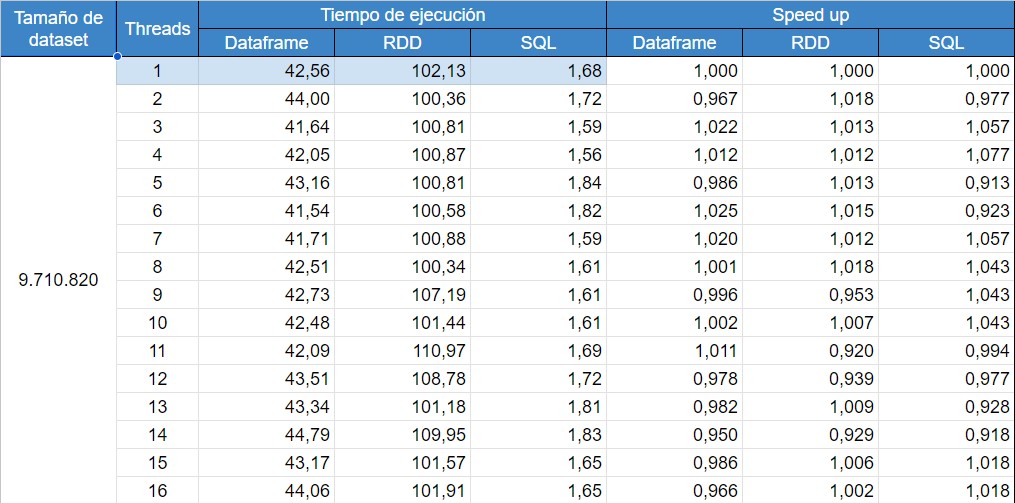 Tamaño de dataset Threads Tiempo de ejecución Speed up
Dataframe RDD SQL Dataframe RDD SQL
9.710.820
1 42,56 102,13 1,68 1,000 1,000 1,000
2 44,00 100,36 1,72 0,967 1,018 0,977
3 41,64 100,81 1,59 1,022 1,013 1,057
4 42,05 100,87 1,56 1,012 1,012 1,077
5 43,16 100,81 1,84 0,986 1,013 0,913
6 41,54 100,58 1,82 1,025 1,015 0,923
7 41,71 100,88 1,59 1,020 1,012 1,057
8 42,51 100,34 1,61 1,001 1,018 1,043
9 42,73 107,19 1,61 0,996 0,953 1,043
10 42,48 101,44 1,61 1,002 1,007 1,043
11 42,09 110,97 1,69 1,011 0,920 0,994
12 43,51 108,78 1,72 0,978 0,939 0,977
13 43,34 101,18 1,81 0,982 1,009 0,928
14 44,79 109,95 1,83 0,950 0,929 0,918
15 43,17 101,57 1,65 0,986 1,006 1,018
16 44,06 101,91 1,65 0,966 1,002 1,018